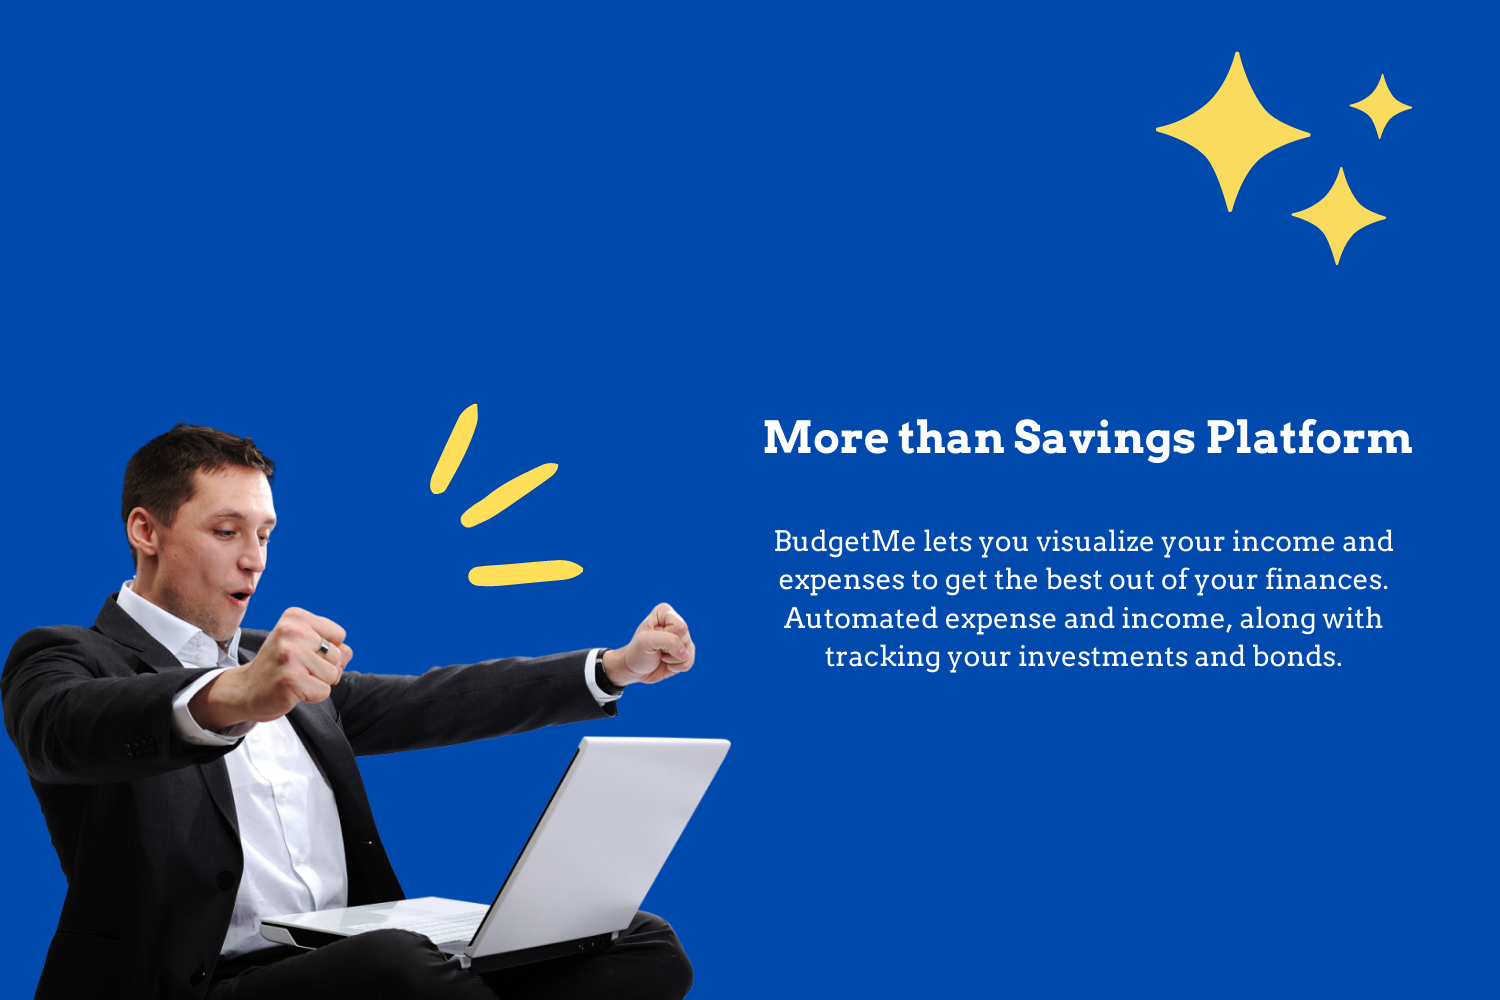 More than Savings Platform
BudgetMe lets you visualize your income and
expenses to get the best out of your finances.
Automated expense and income, along with
tracking your investments and bonds.